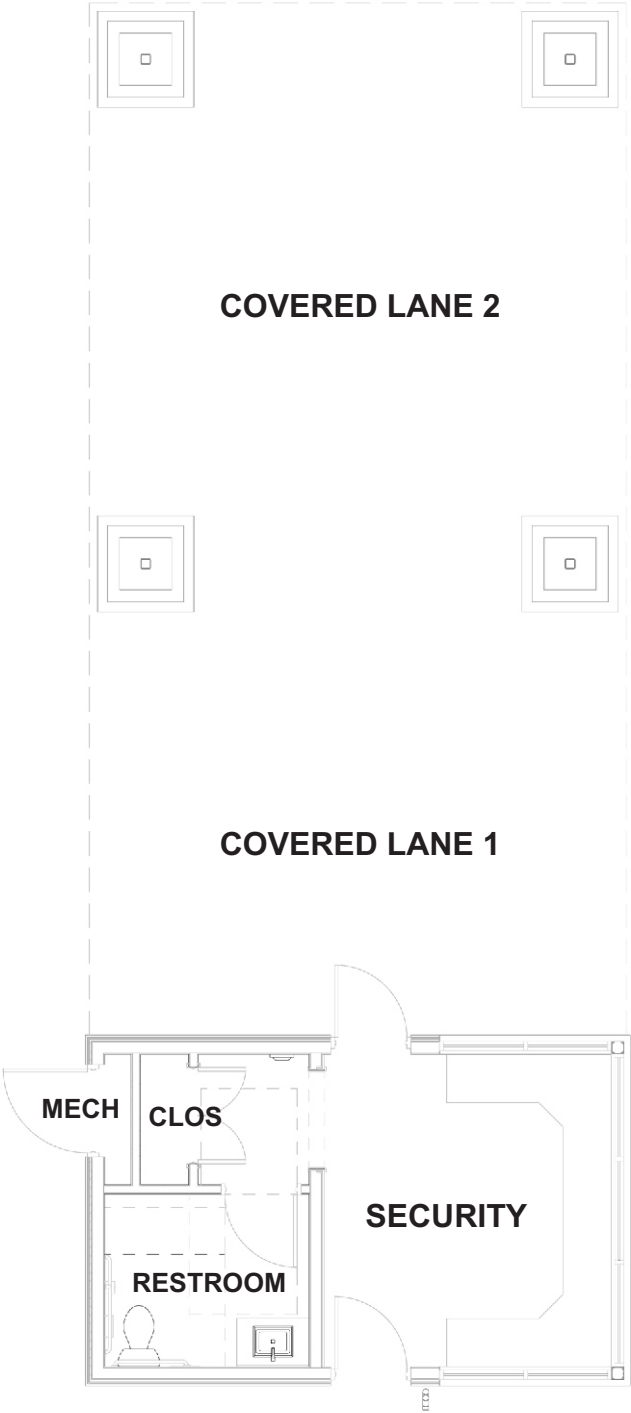 COVERED LANE 2
COVERED LANE 1
MECH
CLOS
SECURITY
RESTROOM